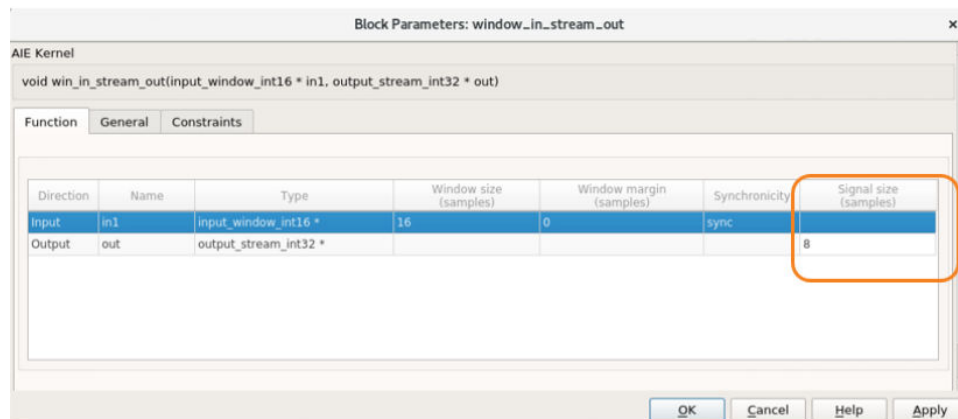 Block Parameters: window_in_stream_out ×
AIE Kernel
void win_in_stream_out(input_window_int16 * in1, output_stream_int32 * out)
Function General Constraints
Direction Name Type Window size (samples) Window margin (samples) Synchronicity Signal size (samples)
Input in1 input_window_int16 * 16 0 sync
Output out output_stream_int32 * 8
OK Cancel Help Apply